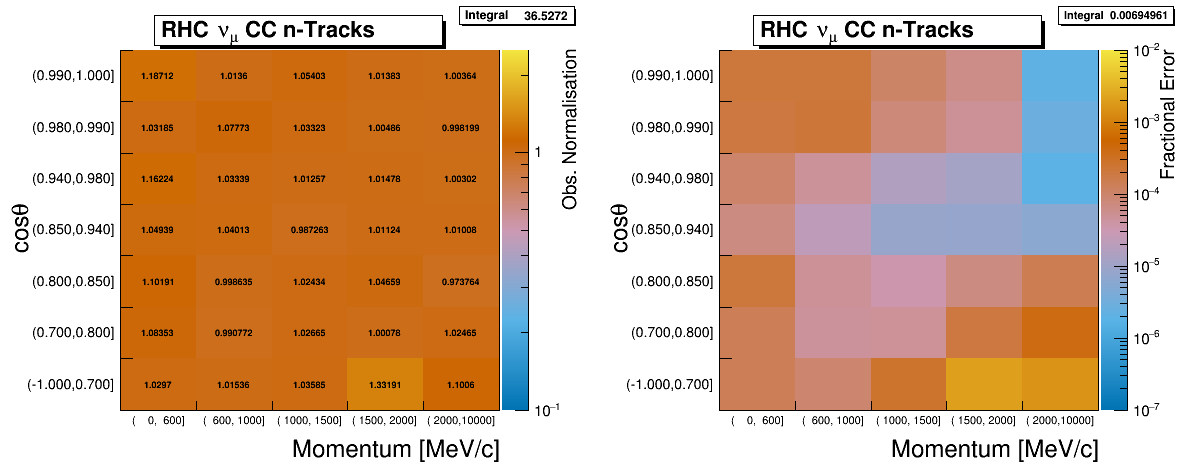 RHC νμ CC n-Tracks
Integral 36.5272
(0.990,1.000] 1.18712 1.0136 1.05403 1.01383 1.00364
(0.980,0.990] 1.03185 1.07773 1.03323 1.00486 0.998199
(0.940,0.980] 1.16224 1.03339 1.01257 1.01478 1.00302
(0.850,0.940] 1.04939 1.04013 0.987263 1.01124 1.01008
(0.800,0.850] 1.10191 0.998635 1.02434 1.04659 0.973764
(0.700,0.800] 1.08353 0.990772 1.02665 1.00078 1.02465
(-1.000,0.700] 1.0297 1.01536 1.03585 1.33191 1.1006
( 0, 600] ( 600,1000] (1000, 1500] (1500, 2000] (2000,10000]
Momentum [MeV/c]
cosθ
1
10⁻¹
Obs. Normalisation
RHC νμ CC n-Tracks
Integral 0.00694961
(0.990,1.000]
(0.980,0.990]
(0.940,0.980]
(0.850,0.940]
(0.800,0.850]
(0.700,0.800]
(-1.000,0.700]
( 0, 600] ( 600, 1000] (1000, 1500] (1500, 2000] (2000,10000]
Momentum [MeV/c]
cosθ
10⁻²
10⁻³
10⁻⁴
10⁻⁵
10⁻⁶
10⁻⁷
Fractional Error